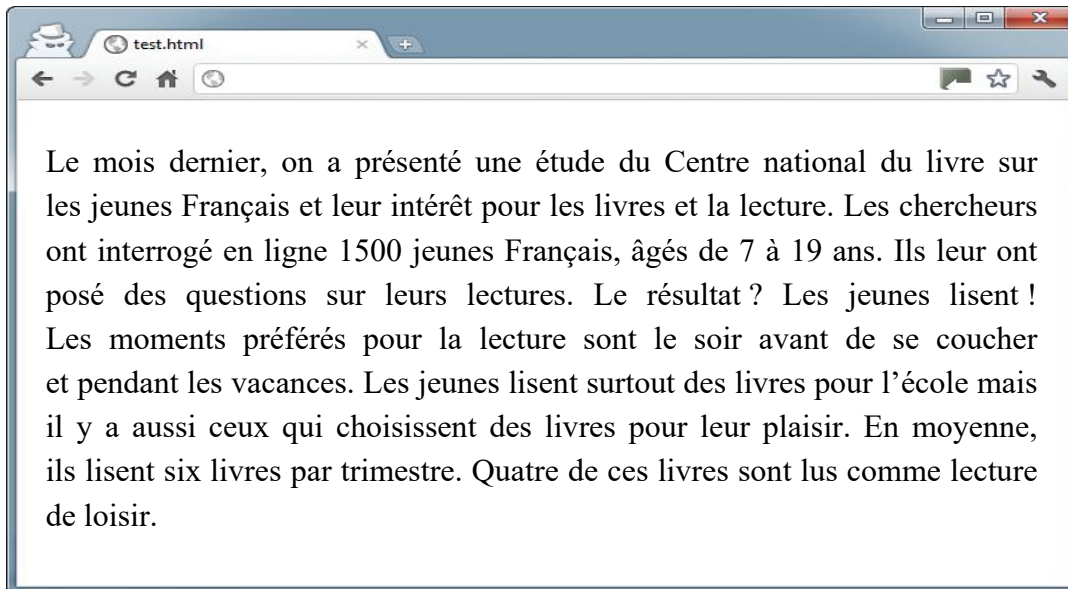 test.html
Le mois dernier, on a présenté une étude du Centre national du livre sur
les jeunes Français et leur intérêt pour les livres et la lecture. Les chercheurs
ont interrogé en ligne 1500 jeunes Français, âgés de 7 à 19 ans. Ils leur ont
posé des questions sur leurs lectures. Le résultat ? Les jeunes lisent !
Les moments préférés pour la lecture sont le soir avant de se coucher
et pendant les vacances. Les jeunes lisent surtout des livres pour l’école mais
il y a aussi ceux qui choisissent des livres pour leur plaisir. En moyenne,
ils lisent six livres par trimestre. Quatre de ces livres sont lus comme lecture
de loisir.